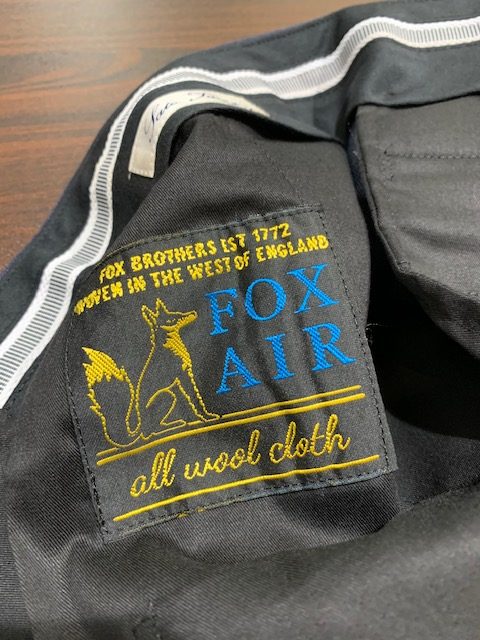 FOX BROTHERS EST 1772
WOVEN IN THE WEST OF ENGLAND
FOX
AIR
all wool cloth